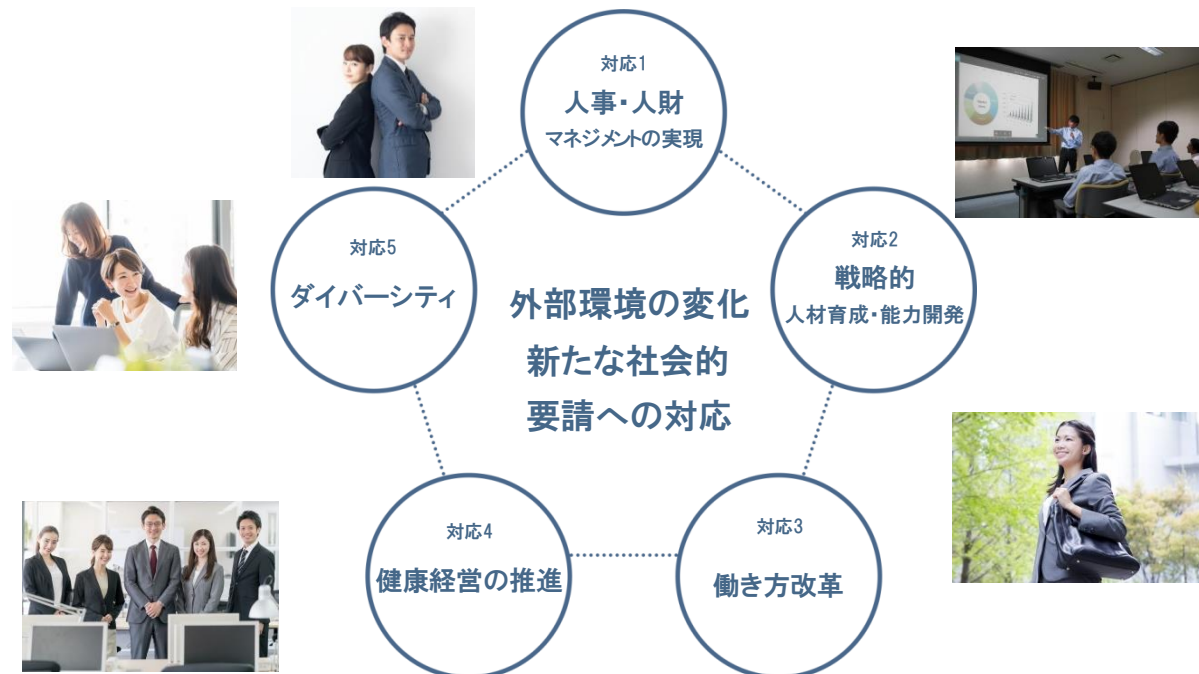 対応1
人事・人財
マネジメントの実現
対応2
戦略的
人材育成・能力開発
対応3
働き方改革
対応4
健康経営の推進
対応5
ダイバーシティ
外部環境の変化
新たな社会的
要請への対応